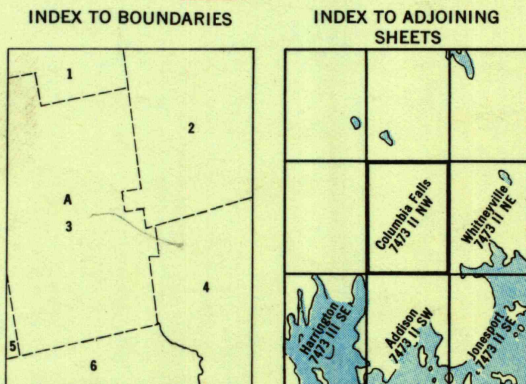 INDEX TO BOUNDARIES
1
2
A
3
4
5
6
INDEX TO ADJOINING
SHEETS
Columbia Falls
7473 II NW
Whitneyville
7473 II NE
Harrington
7473 III SE
Addison
7473 II SW
Jonesport
7473 II SE